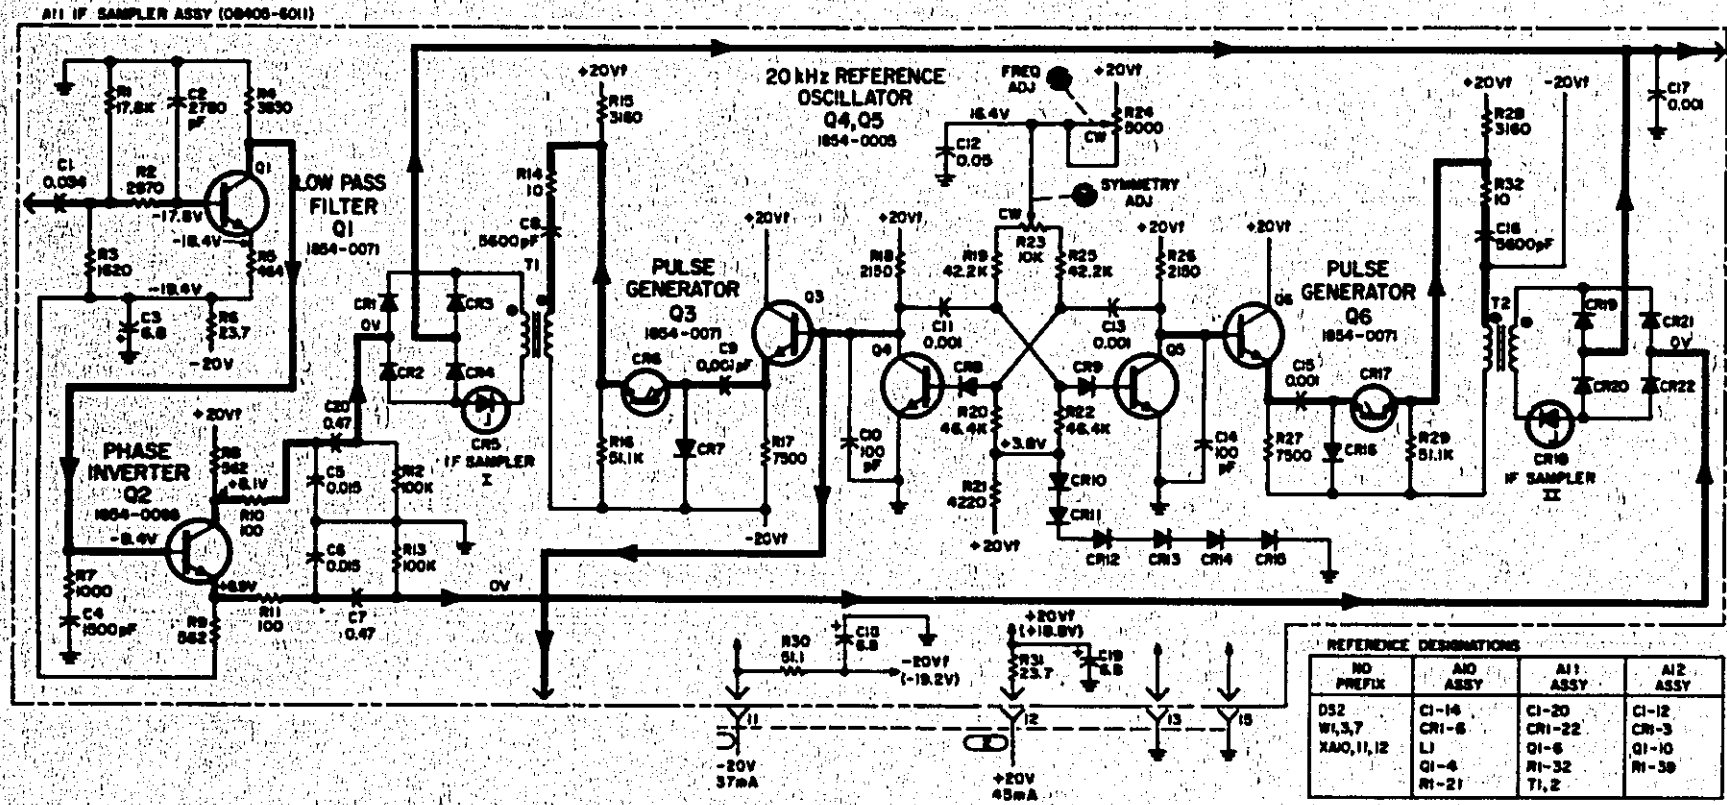 A11 IF SAMPLER ASSY (08405-6011)
R1
17.8K
C2
2780
pF
R4
3830
C1
0.034
R2
2870
Q1
-17.8V
-18.4V
R3
1620
R5
464
-19.4V
C3
6.8
R6
23.7
-20V
LOW PASS
FILTER
Q1
1854-0071
+20Vf
PHASE
INVERTER
Q2
1854-0086
R8
562
+8.1V
R10
100
-9.4V
R7
1000
C4
1500pF
R9
562
R11
100
C20
0.47
C5
0.015
C6
0.015
C7
0.47
R12
100K
R13
100K
0V
CR1
0V
CR2
CR3
CR4
CR5
IF SAMPLER
I
T1
+20Vf
R15
3160
R14
10
C8
5600pF
PULSE
GENERATOR
Q3
1854-0071
CR6
C9
0.001pF
R16
51.1K
CR7
R17
7500
-20Vf
+20Vf
Q3
20 kHz REFERENCE
OSCILLATOR
Q4,Q5
1854-0005
FREQ
ADJ
+20Vf
16.4V
C12
0.05
CW
R24
5000
SYMMETRY
ADJ
CW
R23
10K
+20Vf
R18
2150
R19
42.2K
R25
42.2K
+20Vf
R26
2150
C11
0.001
C13
0.001
Q4
CR8
CR9
Q5
C10
100
pF
R20
46.4K
R22
46.4K
+3.8V
R21
4220
+20Vf
CR10
CR11
CR12
CR13
CR14
CR15
C14
100
pF
+20Vf
Q6
PULSE
GENERATOR
Q6
1854-0071
C15
0.001
CR17
R27
7500
CR16
R29
51.1K
+20Vf
-20Vf
R28
3160
R32
10
C16
5600pF
T2
C17
0.001
CR19
CR21
0V
CR20
CR22
CR18
IF SAMPLER
II
R30
51.1
C18
6.8
-20Vf
(-19.2V)
+20Vf
(+18.8V)
R31
23.7
C19
6.8
11
12
13
15
-20V
37mA
+20V
45mA
REFERENCE DESIGNATIONS
NO
PREFIX
A10
ASSY
A11
ASSY
A12
ASSY
DS2
C1-14
C1-20
C1-12
W1,3,7
CR1-6
CR1-22
CR1-3
XA10,11,12
L1
Q1-6
Q1-10
Q1-4
R1-32
R1-39
R1-21
T1,2